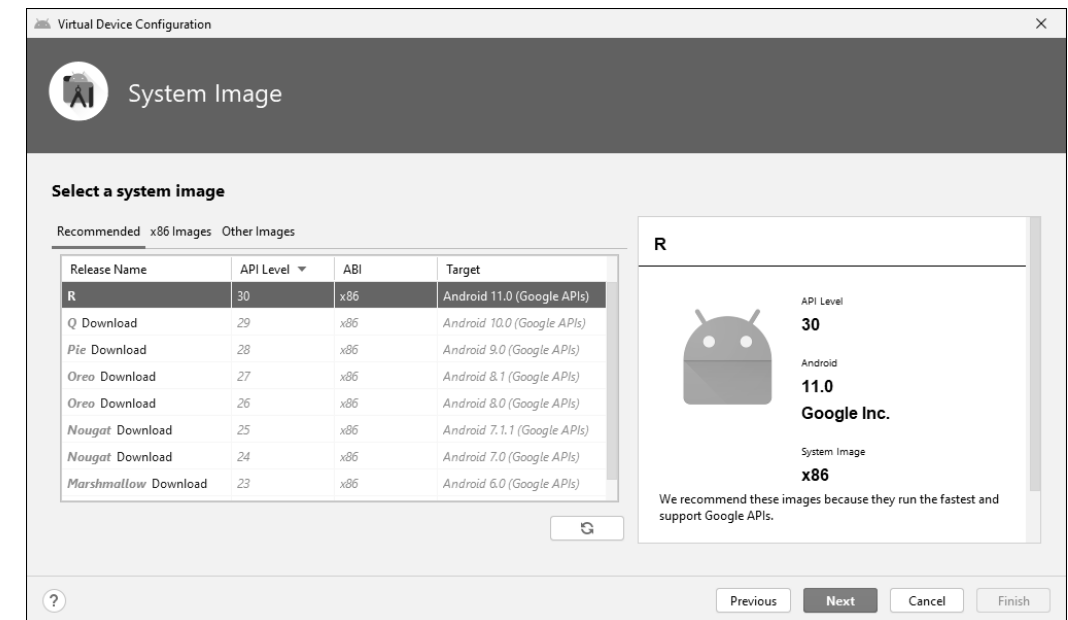 Virtual Device Configuration
System Image
Select a system image
Recommended x86 Images Other Images
Release Name API Level ABI Target
R 30 x86 Android 11.0 (Google APIs)
Q Download 29 x86 Android 10.0 (Google APIs)
Pie Download 28 x86 Android 9.0 (Google APIs)
Oreo Download 27 x86 Android 8.1 (Google APIs)
Oreo Download 26 x86 Android 8.0 (Google APIs)
Nougat Download 25 x86 Android 7.1.1 (Google APIs)
Nougat Download 24 x86 Android 7.0 (Google APIs)
Marshmallow Download 23 x86 Android 6.0 (Google APIs)
R
API Level
30
Android
11.0
Google Inc.
System Image
x86
We recommend these images because they run the fastest and
support Google APIs.
? Previous Next Cancel Finish